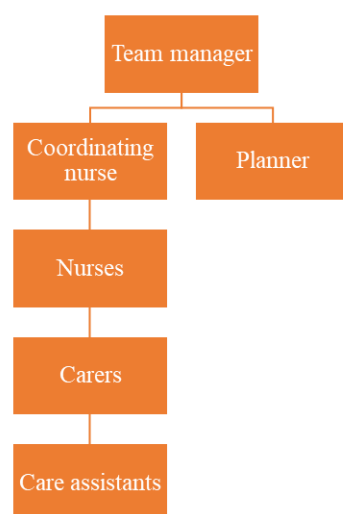 Team manager
Coordinating
nurse
Planner
Nurses
Carers
Care assistants